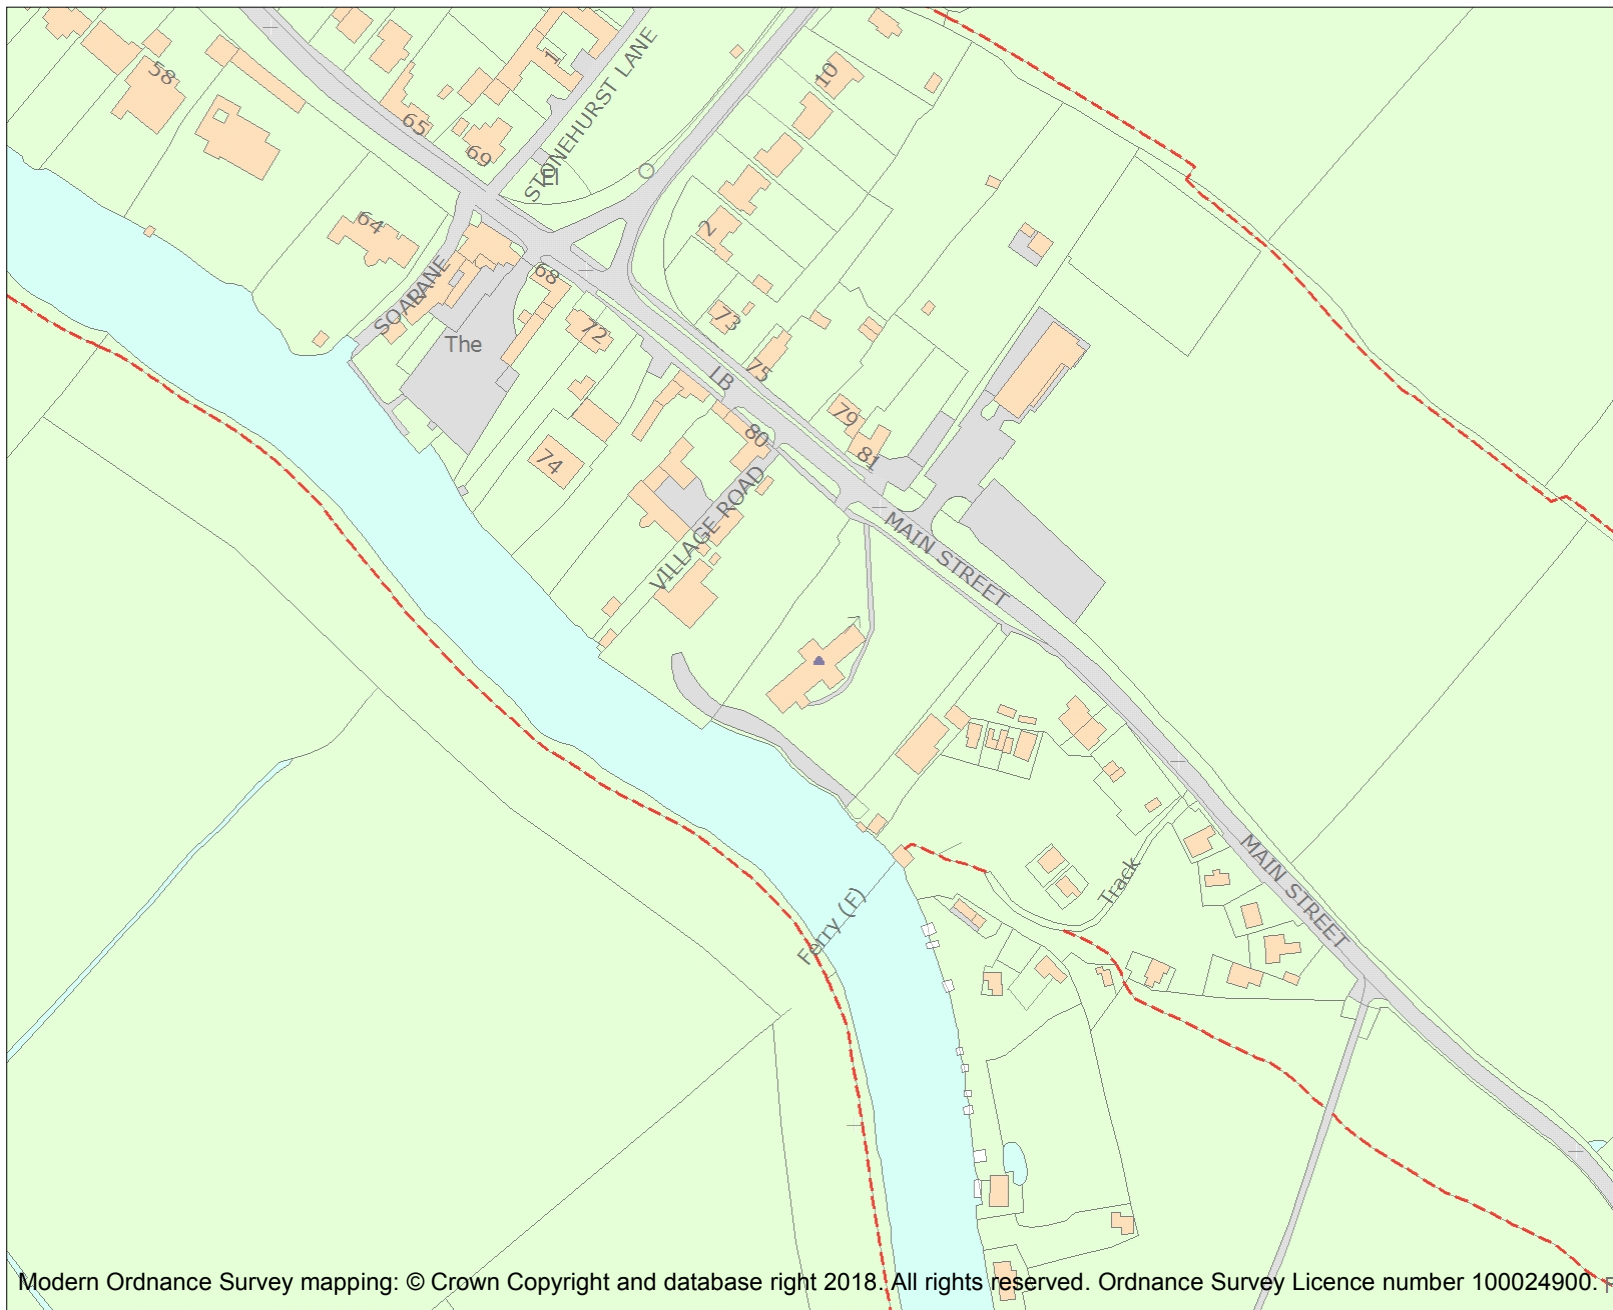 58
1
STONEHURST LANE
10
65
69
El
64
2
SOAR LANE
68
73
72
The
75
LB
79
80
81
74
VILLAGE ROAD
MAIN STREET
Track
MAIN STREET
Ferry (F)
Modern Ordnance Survey mapping: © Crown Copyright and database right 2018. All rights reserved. Ordnance Survey Licence number 100024900.